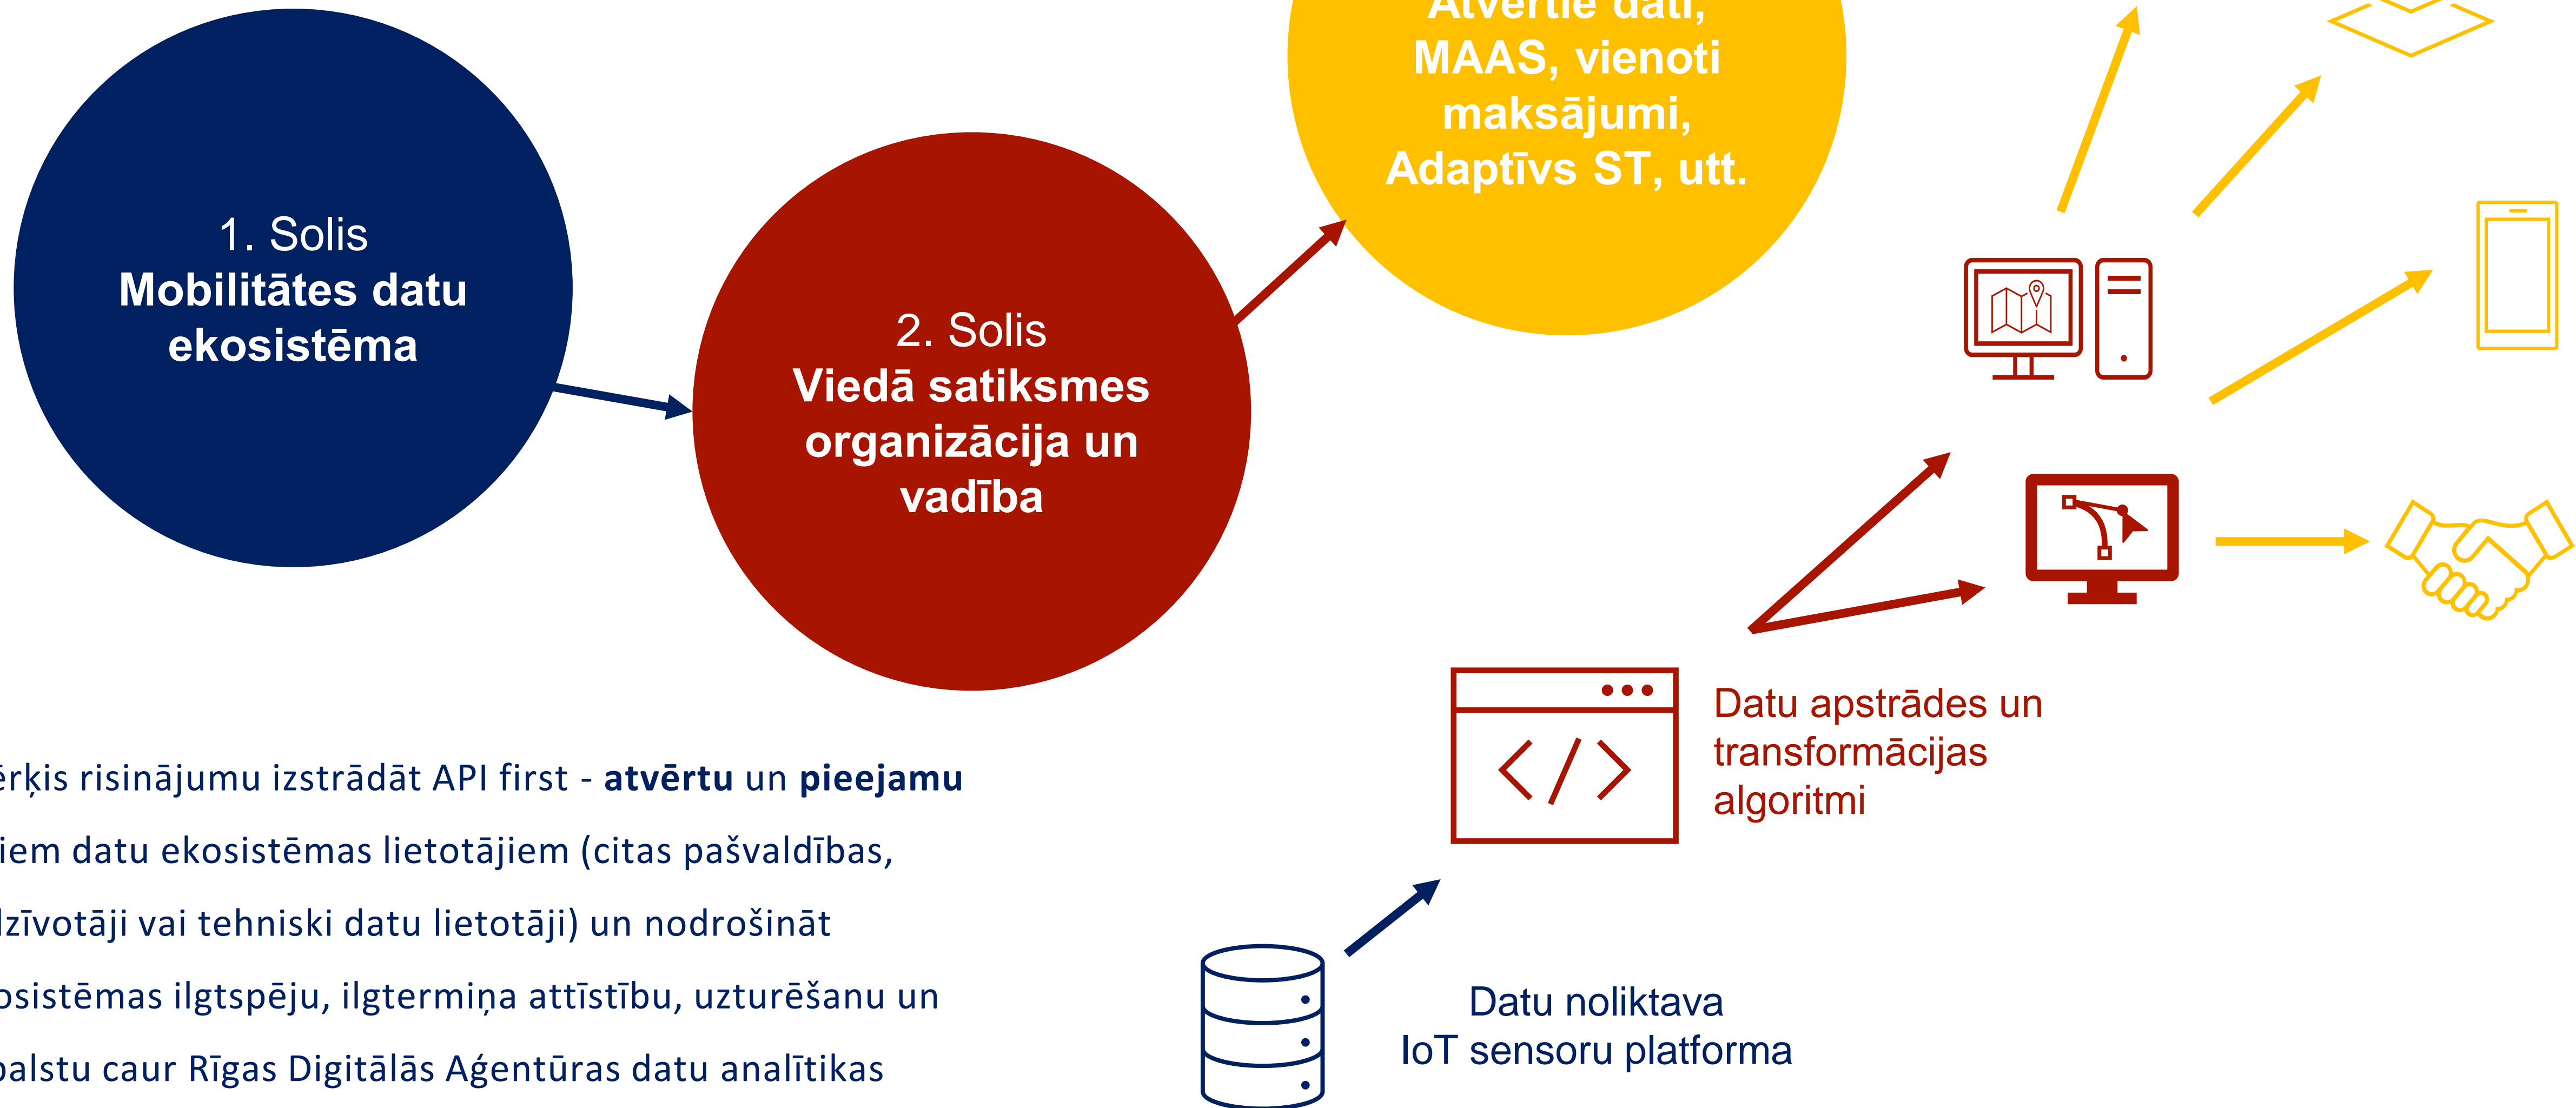 1. Solis
Mobilitātes datu
ekosistēma
2. Solis
Viedā satiksmes
organizācija un
vadība
Atvērtie dati,
MAAS, vienoti
maksājumi,
Adaptīvs ST, utt.
risinājumu izstrādāt API first - atvērtu un pieejamu
datu ekosistēmas lietotājiem (citas pašvaldības,
vai tehniski datu lietotāji) un nodrošināt
ilgtspēju, ilgtermiņa attīstību, uzturēšanu un
caur Rīgas Digitālās Aģentūras datu analītikas
</> 
Datu apstrādes un
transformācijas
algoritmi
Datu noliktava
IoT sensoru platforma